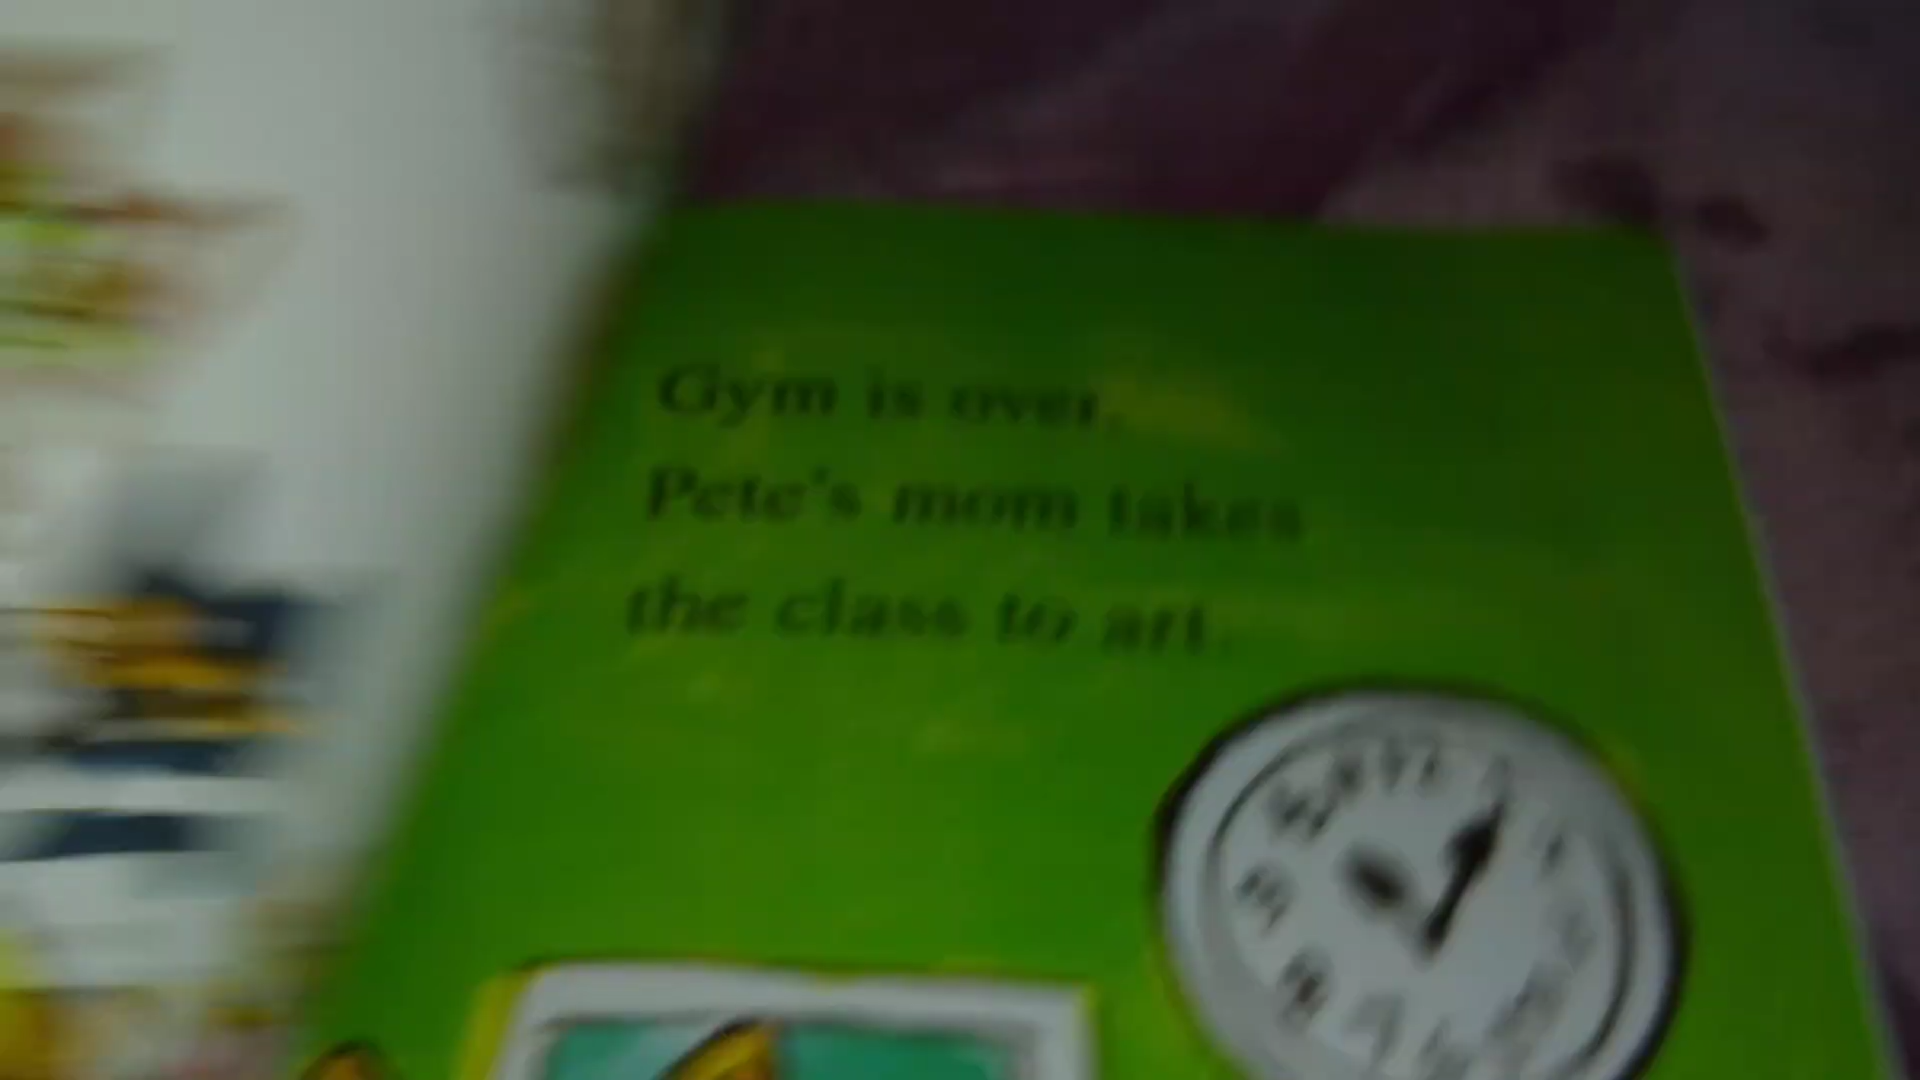 Gym is over.
Pete's mom takes
the class to art.